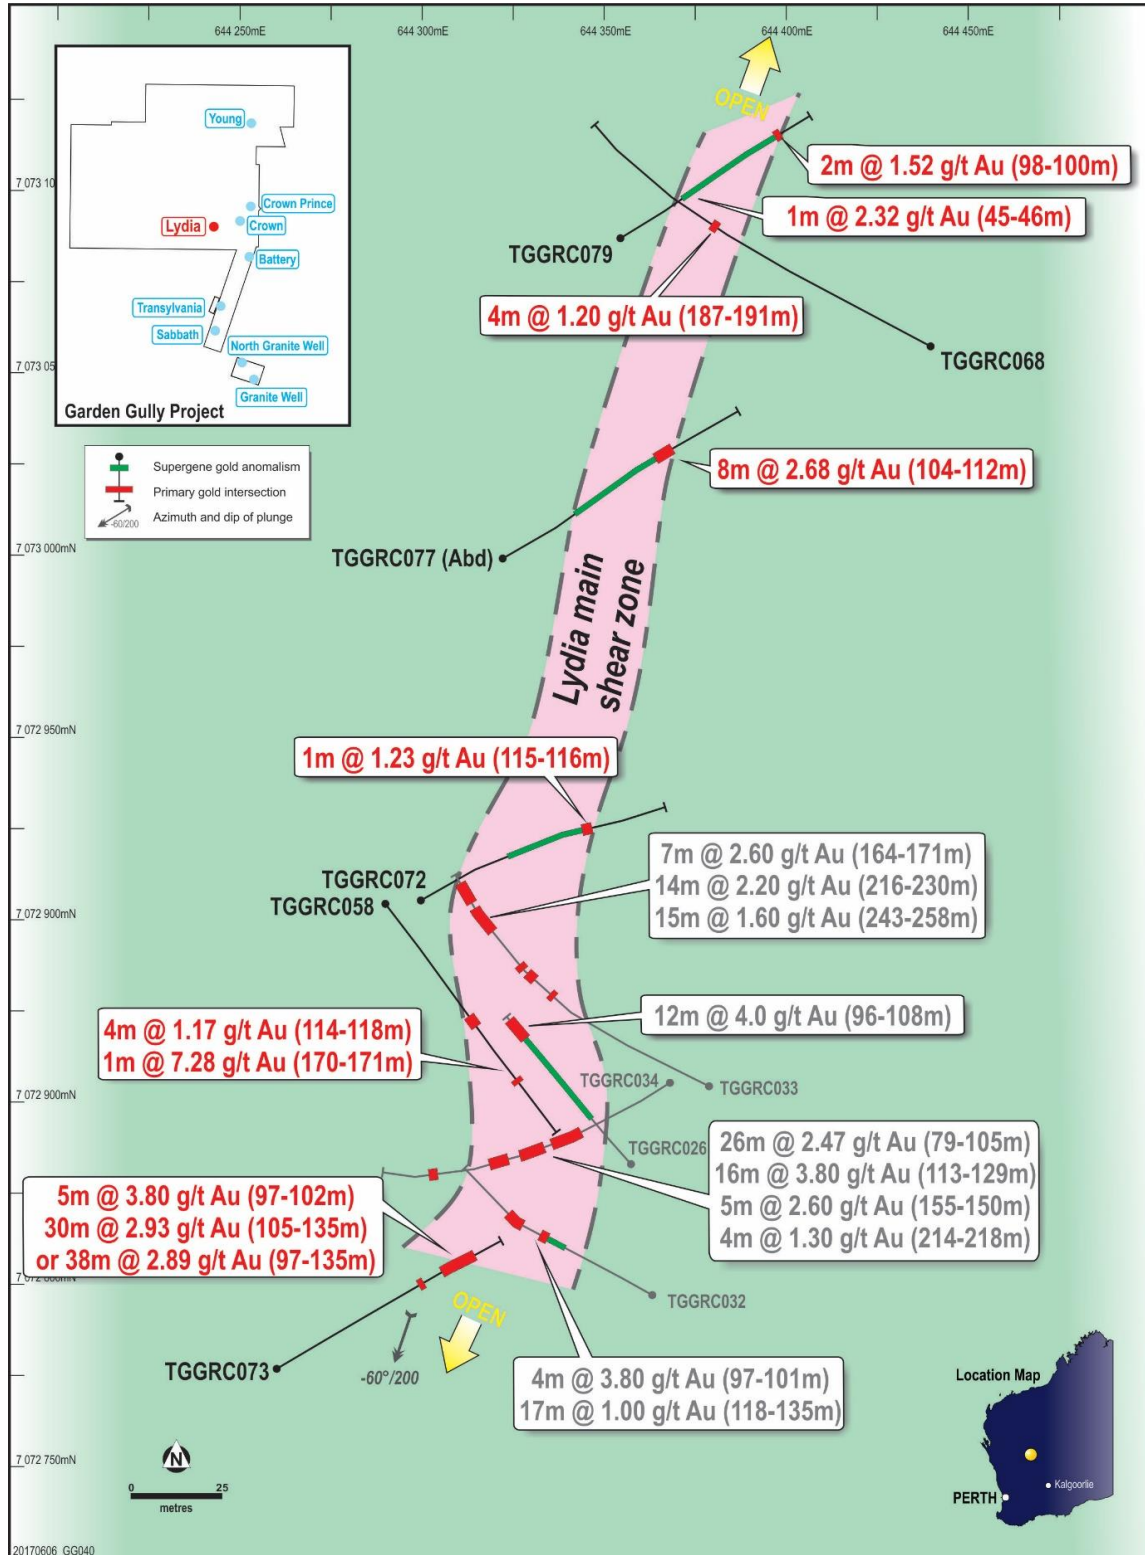 644 250mE
644 300mE
644 350mE
644 400mE
644 450mE
OPEN
Young
Crown Prince
Lydia
Crown
Battery
Transylvania
Sabbath
North Granite Well
Granite Well
Garden Gully Project
7 073 10
2m @ 1.52 g/t Au (98-100m)
1m @ 2.32 g/t Au (45-46m)
TGGRC079
4m @ 1.20 g/t Au (187-191m)
TGGRC068
7 073 05
Supergene gold anomalism
Primary gold intersection
-60/200
Azimuth and dip of plunge
8m @ 2.68 g/t Au (104-112m)
7 073 000mN
TGGRC077 (Abd)
Lydia main
shear zone
7 072 950mN
1m @ 1.23 g/t Au (115-116m)
7m @ 2.60 g/t Au (164-171m)
14m @ 2.20 g/t Au (216-230m)
15m @ 1.60 g/t Au (243-258m)
TGGRC072
TGGRC058
7 072 900mN
12m @ 4.0 g/t Au (96-108m)
4m @ 1.17 g/t Au (114-118m)
1m @ 7.28 g/t Au (170-171m)
TGGRC034
TGGRC033
7 072 900mN
TGGRC026
26m @ 2.47 g/t Au (79-105m)
16m @ 3.80 g/t Au (113-129m)
5m @ 2.60 g/t Au (155-150m)
4m @ 1.30 g/t Au (214-218m)
5m @ 3.80 g/t Au (97-102m)
30m @ 2.93 g/t Au (105-135m)
or 38m @ 2.89 g/t Au (97-135m)
TGGRC032
OPEN
TGGRC073
-60°/200
4m @ 3.80 g/t Au (97-101m)
17m @ 1.00 g/t Au (118-135m)
Location Map
Kalgoorlie
PERTH
N
7 072 750mN
0 25
metres
20170606_GG040